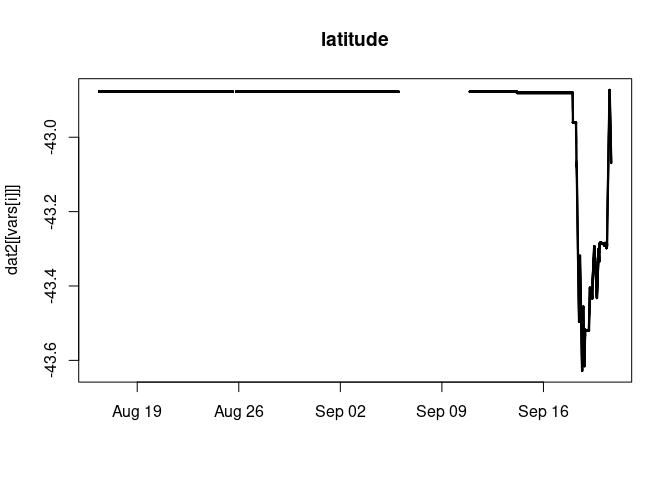 latitude
dat2[[vars[i]]]
-43.0
-43.2
-43.4
-43.6
Aug 19
Aug 26
Sep 02
Sep 09
Sep 16